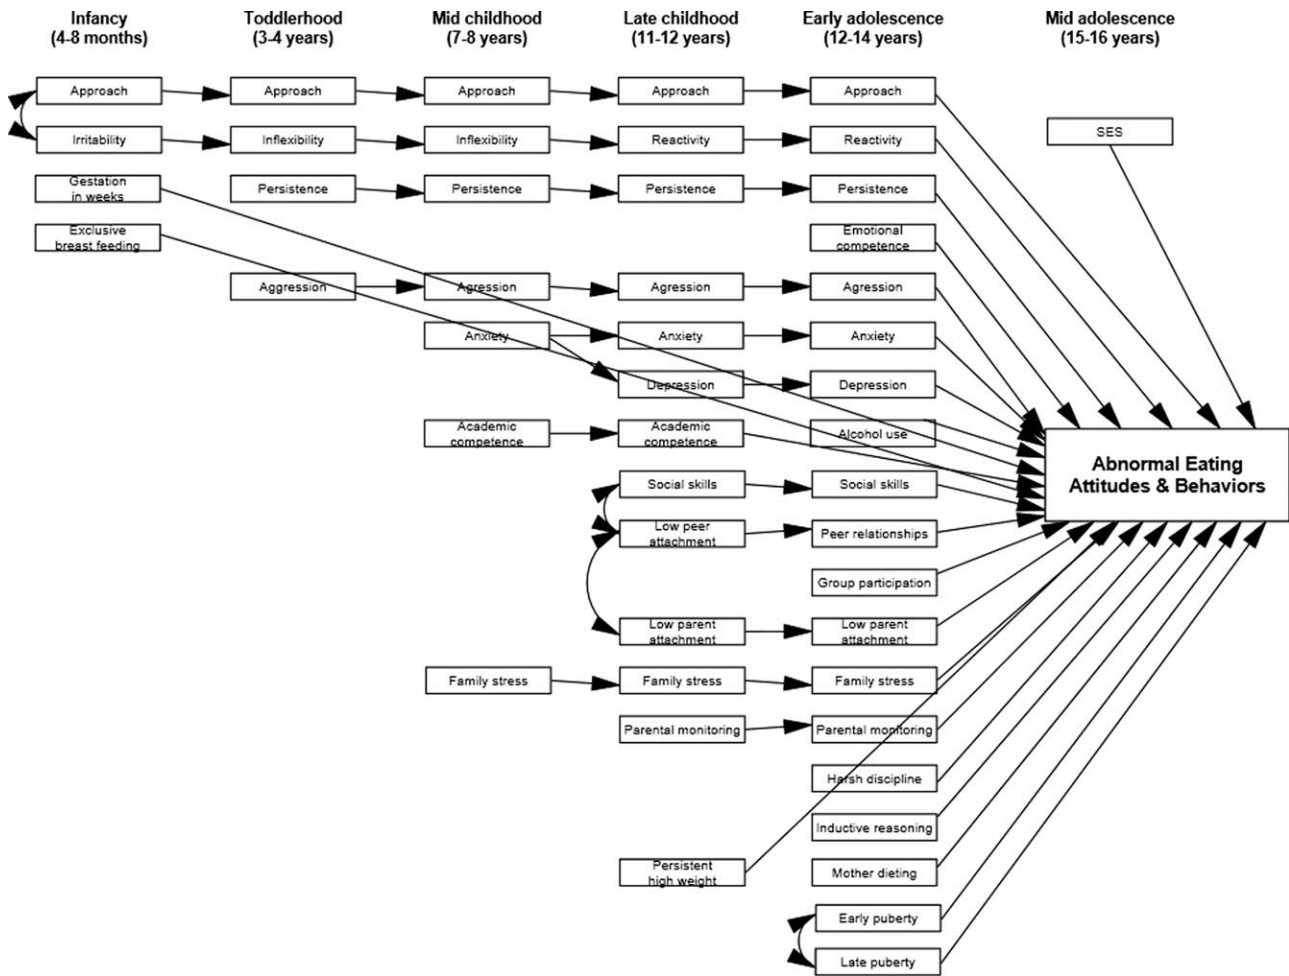 Infancy
(4-8 months)
Toddlerhood
(3-4 years)
Mid childhood
(7-8 years)
Late childhood
(11-12 years)
Early adolescence
(12-14 years)
Mid adolescence
(15-16 years)
Approach
Approach
Approach
Approach
Approach
SES
Irritability
Inflexibility
Inflexibility
Reactivity
Reactivity
Gestation
in weeks
Persistence
Persistence
Persistence
Persistence
Exclusive
breast feeding
Emotional
competence
Aggression
Agression
Agression
Agression
Anxiety
Anxiety
Anxiety
Depression
Depression
Academic
competence
Academic
competence
Alcohol use
Abnormal Eating
Attitudes & Behaviors
Social skills
Social skills
Low peer
attachment
Peer relationships
Group participation
Low parent
attachment
Low parent
attachment
Family stress
Family stress
Family stress
Parental monitoring
Parental monitoring
Harsh discipline
Inductive reasoning
Persistent
high weight
Mother dieting
Early puberty
Late puberty